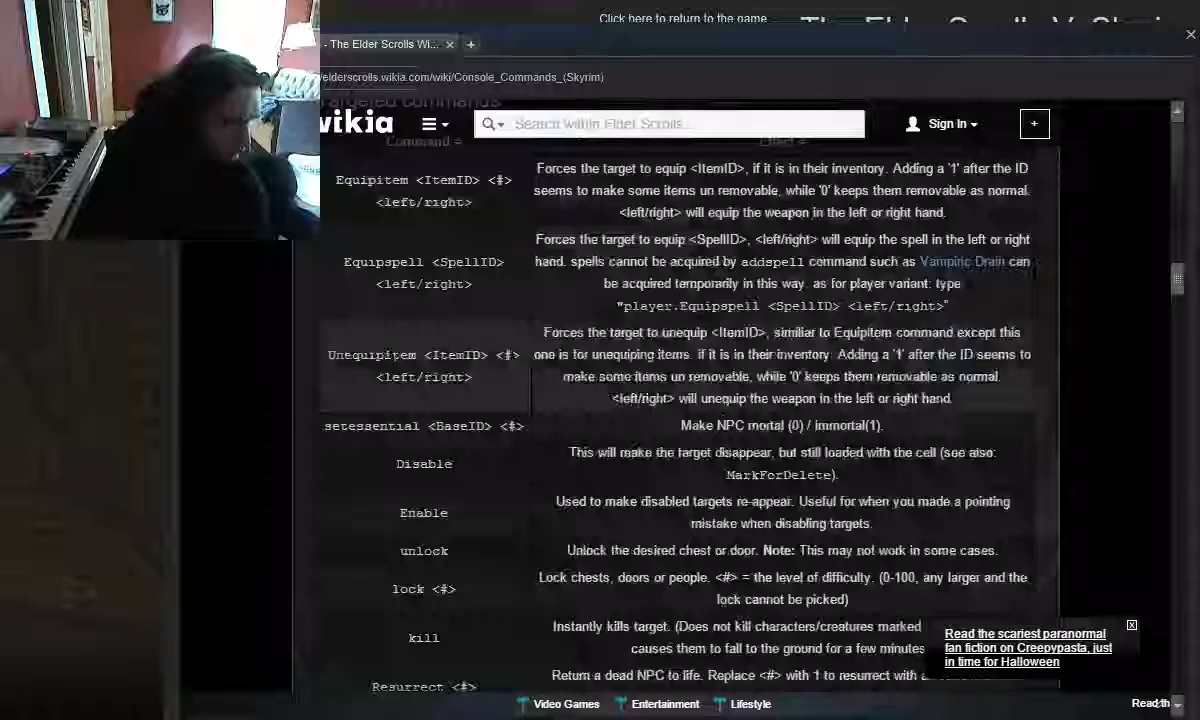 Click here to return to the game
The Elder Scrolls V: Skyri
- The Elder Scrolls Wi... × +
elderscrolls.wikia.com/wiki/Console_Commands_(Skyrim)
Targeted commands
wikia
Search within Elder Scrolls...
Sign In
+
Command
Effect
Equipitem <ItemID> <#>
<left/right>
Forces the target to equip <ItemID>, if it is in their inventory. Adding a '1' after the ID
seems to make some items un removable, while '0' keeps them removable as normal.
<left/right> will equip the weapon in the left or right hand.
Equipspell <SpellID>
<left/right>
Forces the target to equip <SpellID>, <left/right> will equip the spell in the left or right
hand. spells cannot be acquired by addspell command such as Vampiric Drain can
be acquired temporarily in this way. as for player variant: type
"player.Equipspell <SpellID> <left/right>"
Unequipitem <ItemID> <#>
<left/right>
Forces the target to unequip <ItemID>, similiar to Equipitem command except this
one is for unequiping items. if it is in their inventory. Adding a '1' after the ID seems to
make some items un removable, while '0' keeps them removable as normal.
<left/right> will unequip the weapon in the left or right hand.
setessential <BaseID> <#>
Make NPC mortal (0) / immortal(1).
Disable
This will make the target disappear, but still loaded with the cell (see also:
MarkForDelete).
Enable
Used to make disabled targets re-appear. Useful for when you made a pointing
mistake when disabling targets.
unlock
Unlock the desired chest or door. Note: This may not work in some cases.
lock <#>
Lock chests, doors or people. <#> = the level of difficulty. (0-100, any larger and the
lock cannot be picked)
kill
Instantly kills target. (Does not kill characters/creatures marked
causes them to fall to the ground for a few minutes
Resurrect <#>
Return a dead NPC to life. Replace <#> with 1 to resurrect with a
Read the scariest paranormal
fan fiction on Creepypasta, just
in time for Halloween
Video Games
Entertainment
Lifestyle
Read th